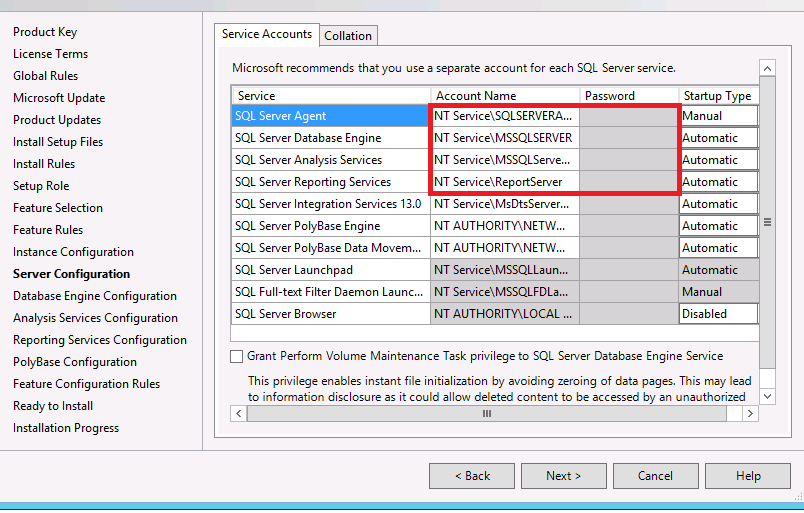 Product Key
License Terms
Global Rules
Microsoft Update
Product Updates
Install Setup Files
Install Rules
Setup Role
Feature Selection
Feature Rules
Instance Configuration
Server Configuration
Database Engine Configuration
Analysis Services Configuration
Reporting Services Configuration
PolyBase Configuration
Feature Configuration Rules
Ready to Install
Installation Progress
Service Accounts Collation
Microsoft recommends that you use a separate account for each SQL Server service.
Service Account Name Password Startup Type
SQL Server Agent NT Service\SQLSERVERA... Manual
SQL Server Database Engine NT Service\MSSQLSERVER Automatic
SQL Server Analysis Services NT Service\MSSQLServe... Automatic
SQL Server Reporting Services NT Service\ReportServer Automatic
SQL Server Integration Services 13.0 NT Service\MsDtsServer... Automatic
SQL Server PolyBase Engine NT AUTHORITY\NETW... Automatic
SQL Server PolyBase Data Movem... NT AUTHORITY\NETW... Automatic
SQL Server Launchpad NT Service\MSSQLLaun... Automatic
SQL Full-text Filter Daemon Launc... NT Service\MSSQLFDLa... Manual
SQL Server Browser NT AUTHORITY\LOCAL ... Disabled
Grant Perform Volume Maintenance Task privilege to SQL Server Database Engine Service
This privilege enables instant file initialization by avoiding zeroing of data pages. This may lead
to information disclosure as it could allow deleted content to be accessed by an unauthorized
< Back Next > Cancel Help